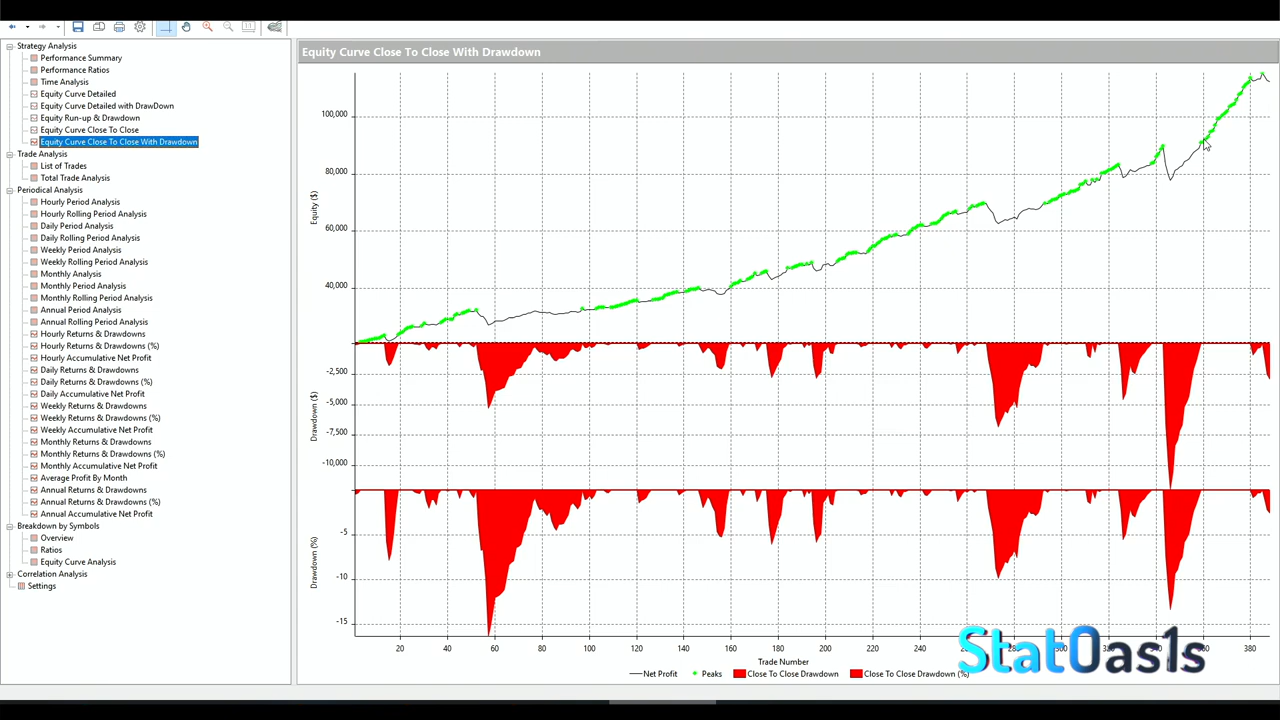 Strategy Analysis
Performance Summary
Performance Ratios
Time Analysis
Equity Curve Detailed
Equity Curve Detailed with DrawDown
Equity Run-up & Drawdown
Equity Curve Close To Close
Equity Curve Close To Close With Drawdown
Trade Analysis
List of Trades
Total Trade Analysis
Periodical Analysis
Hourly Period Analysis
Hourly Rolling Period Analysis
Daily Period Analysis
Daily Rolling Period Analysis
Weekly Period Analysis
Weekly Rolling Period Analysis
Monthly Analysis
Monthly Period Analysis
Monthly Rolling Period Analysis
Annual Period Analysis
Annual Rolling Period Analysis
Hourly Returns & Drawdowns
Hourly Returns & Drawdowns (%)
Hourly Accumulative Net Profit
Daily Returns & Drawdowns
Daily Returns & Drawdowns (%)
Daily Accumulative Net Profit
Weekly Returns & Drawdowns
Weekly Returns & Drawdowns (%)
Weekly Accumulative Net Profit
Monthly Returns & Drawdowns
Monthly Returns & Drawdowns (%)
Monthly Accumulative Net Profit
Average Profit By Month
Annual Returns & Drawdowns
Annual Returns & Drawdowns (%)
Annual Accumulative Net Profit
Breakdown by Symbols
Overview
Ratios
Equity Curve Analysis
Correlation Analysis
Settings
Equity Curve Close To Close With Drawdown
Equity ($)
100,000
80,000
60,000
40,000
Drawdown ($)
-2,500
-5,000
-7,500
-10,000
Drawdown (%)
-5
-10
-15
20 40 60 80 100 120 140 160 180 200 220 240 260 280 300 320 340 360 380
Trade Number
Net Profit Peaks Close To Close Drawdown Close To Close Drawdown (%)
StatOas1s